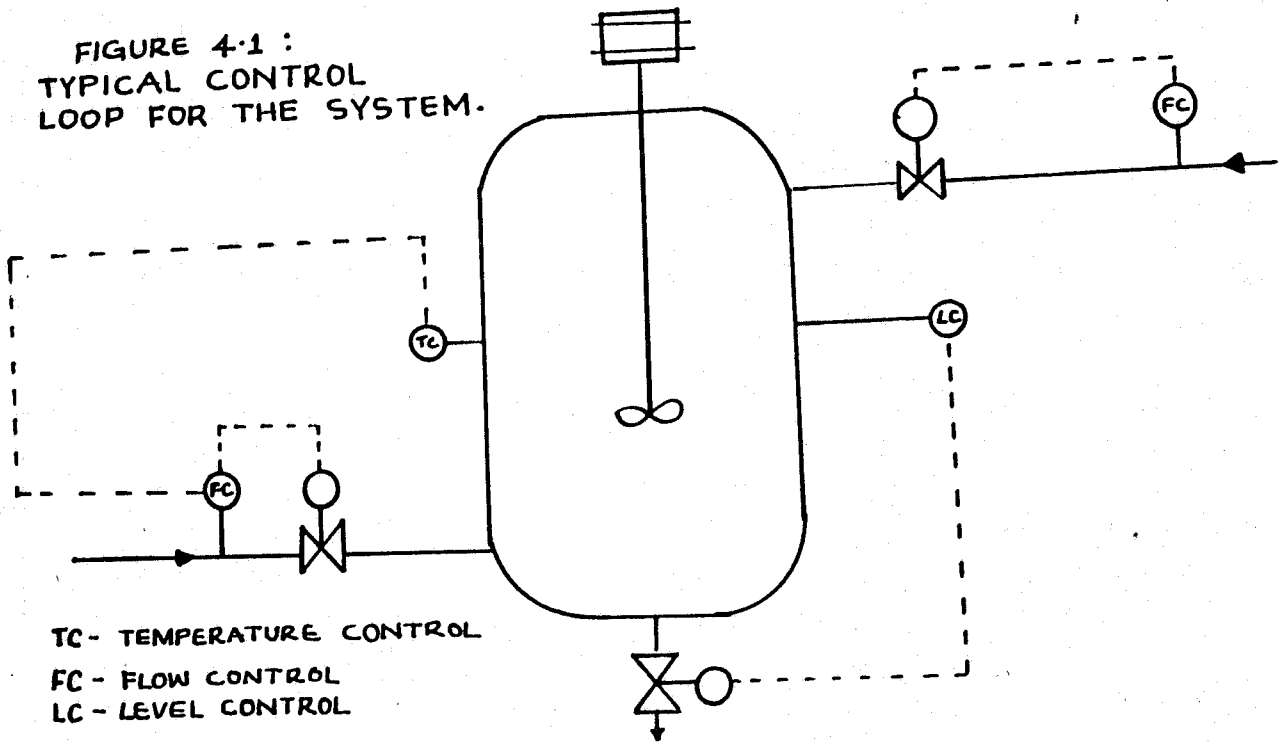 FIGURE 4.1 :
TYPICAL CONTROL
LOOP FOR THE SYSTEM.
FC
LC
TC
FC
TC - TEMPERATURE CONTROL
FC - FLOW CONTROL
LC - LEVEL CONTROL